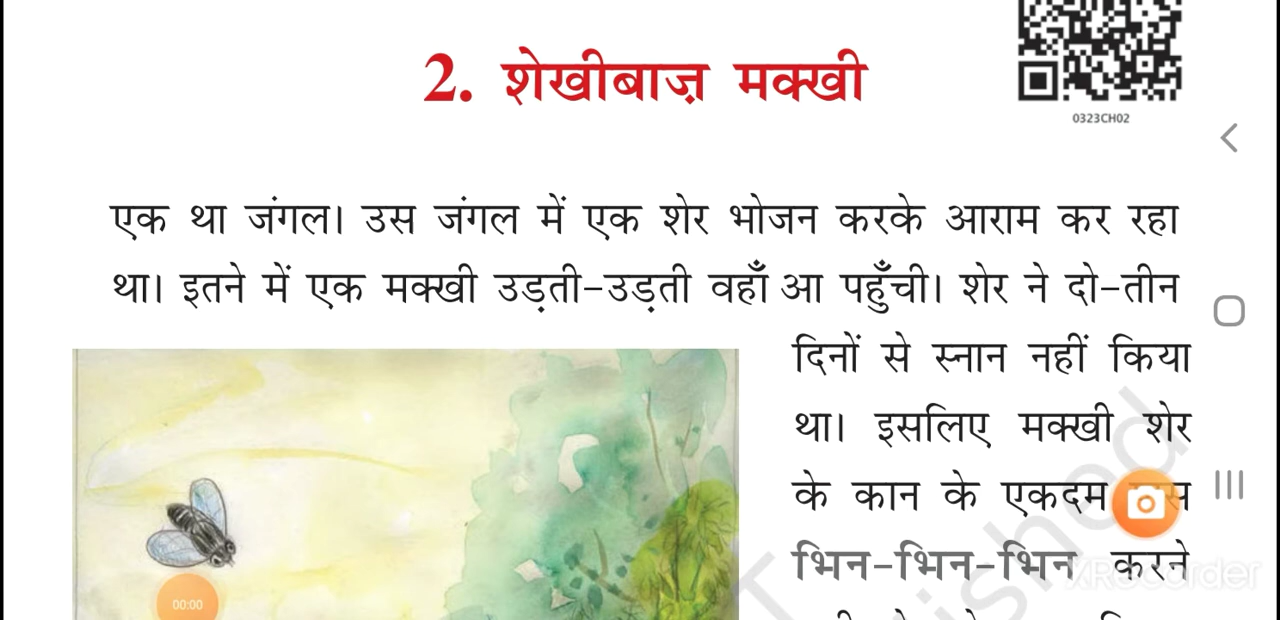 2. शेखीबाज़ मक्खी
0323CH02
एक था जंगल। उस जंगल में एक शेर भोजन करके आराम कर रहा
था। इतने में एक मक्खी उड़ती-उड़ती वहाँ आ पहुँची। शेर ने दो-तीन
दिनों से स्नान नहीं किया
था। इसलिए मक्खी शेर
के कान के एकदम
भिन-भिन-भिन करने
XRecorder
00:00